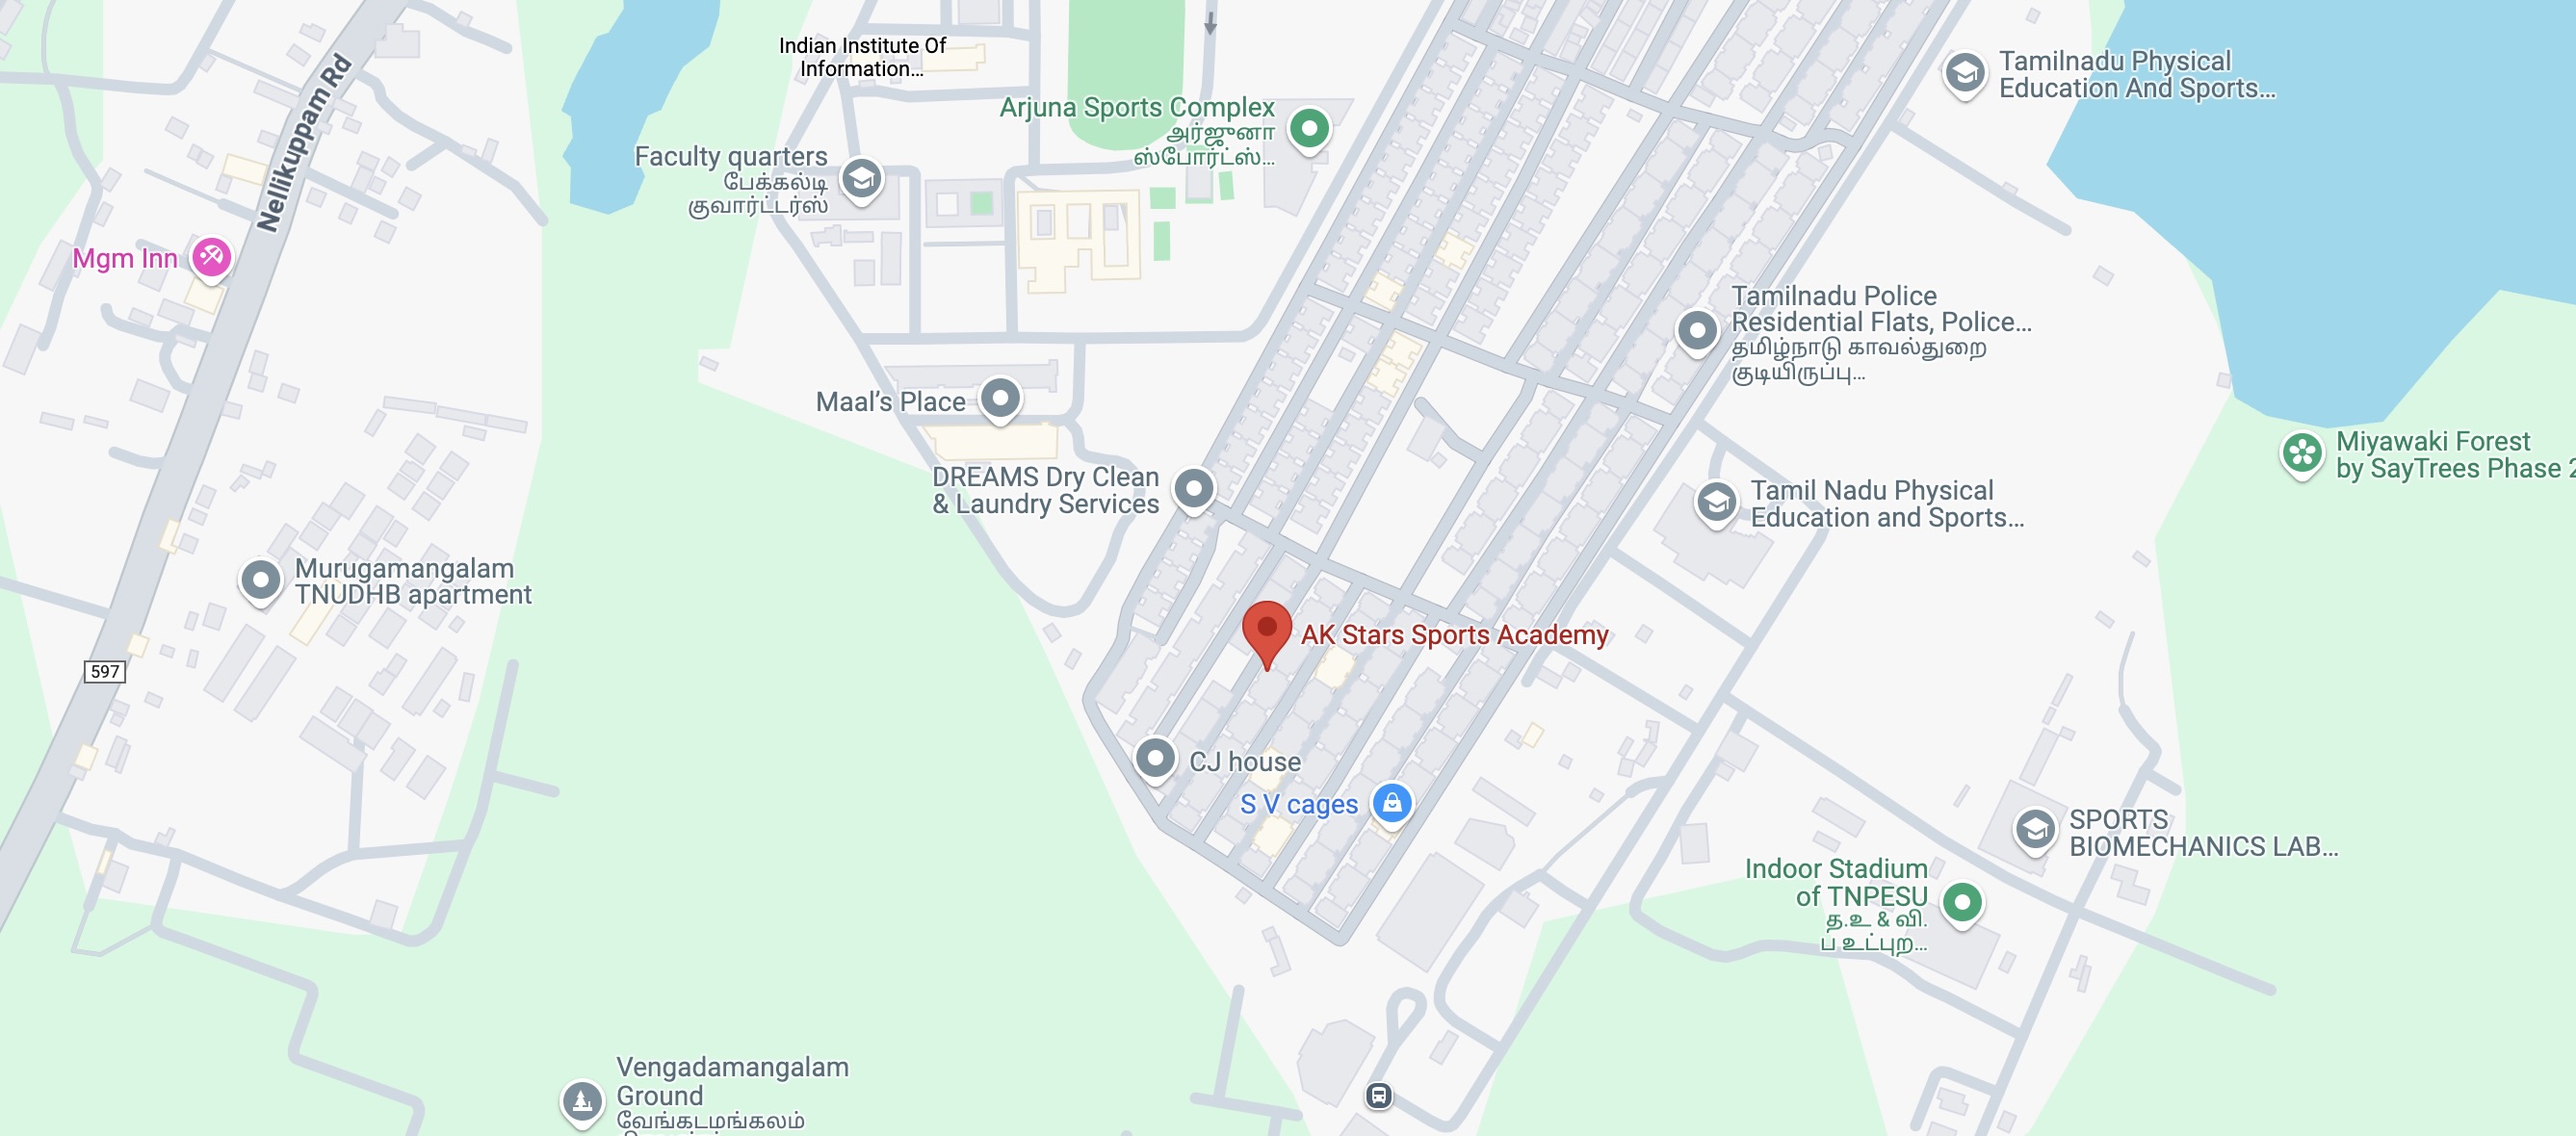 Indian Institute Of
Information...
Nellikuppam Rd
Tamilnadu Physical
Education And Sports...
Arjuna Sports Complex
அர்ஜுனா
ஸ்போர்ட்ஸ்...
Faculty quarters
பேக்கல்டி
குவார்ட்டர்ஸ்
Mgm Inn
Tamilnadu Police
Residential Flats, Police...
தமிழ்நாடு காவல்துறை
குடியிருப்பு...
Maal's Place
Miyawaki Forest
by SayTrees Phase 2
DREAMS Dry Clean
& Laundry Services
Tamil Nadu Physical
Education and Sports...
Murugamangalam
TNUDHB apartment
AK Stars Sports Academy
597
CJ house
S V cages
SPORTS
BIOMECHANICS LAB...
Indoor Stadium
of TNPESU
த.உ & வி.
ப உட்புற...
Vengadamangalam
Ground
வேங்கடமங்கலம்